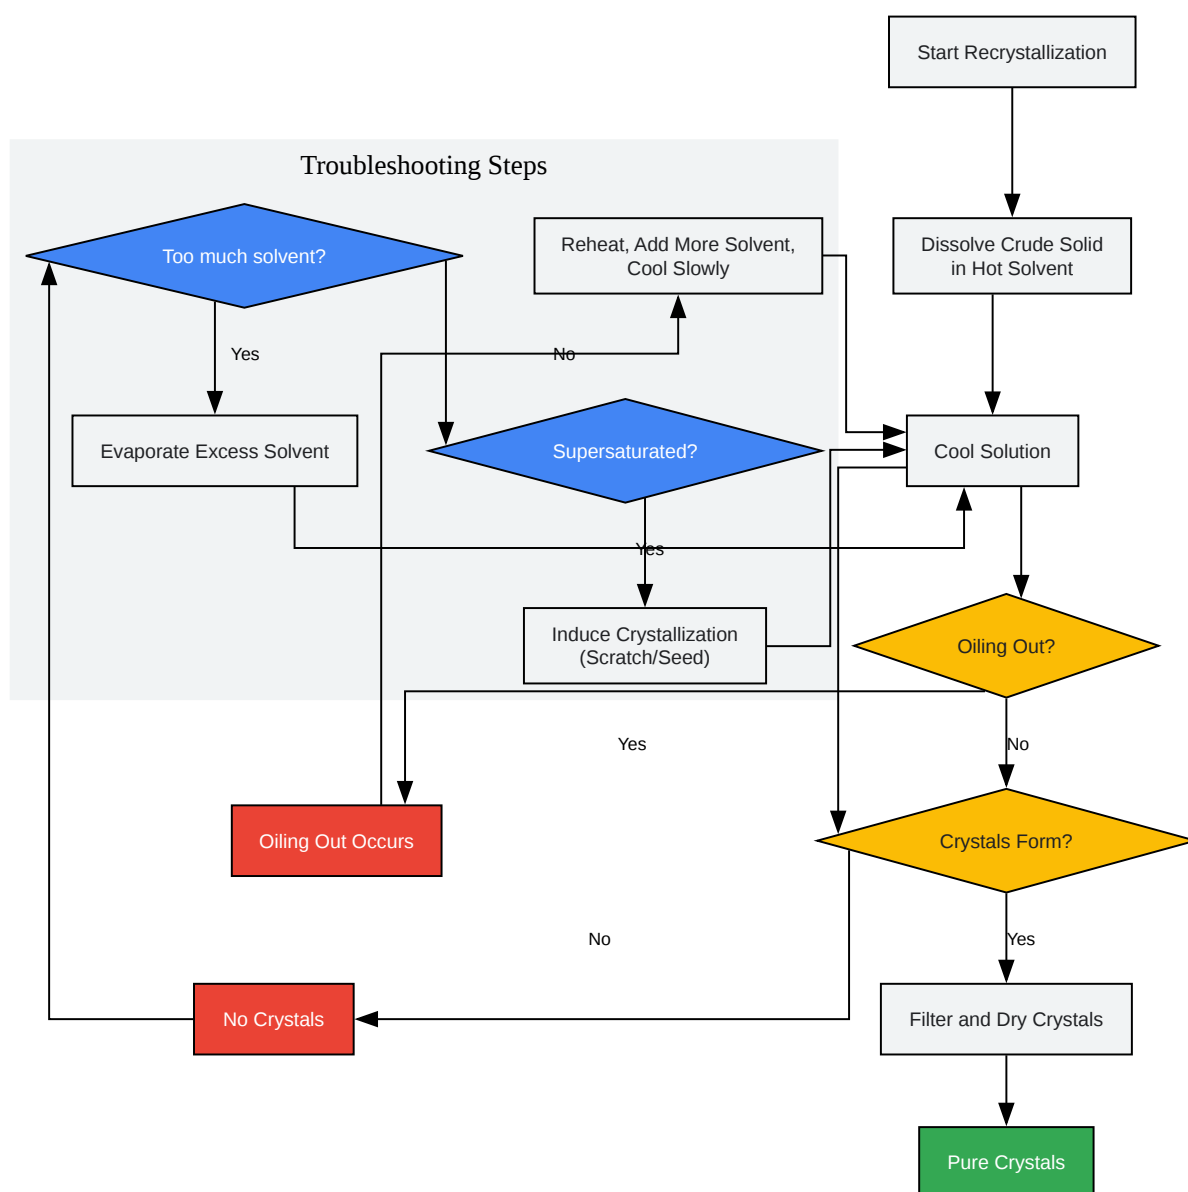 Start Recrystallization
Troubleshooting Steps
Too much solvent?
Reheat, Add More Solvent,
Cool Slowly
Dissolve Crude Solid
in Hot Solvent
Yes
No
Evaporate Excess Solvent
Supersaturated?
Cool Solution
Yes
Induce Crystallization
(Scratch/Seed)
Oiling Out?
Yes
No
Oiling Out Occurs
Crystals Form?
No
Yes
No Crystals
Filter and Dry Crystals
Pure Crystals